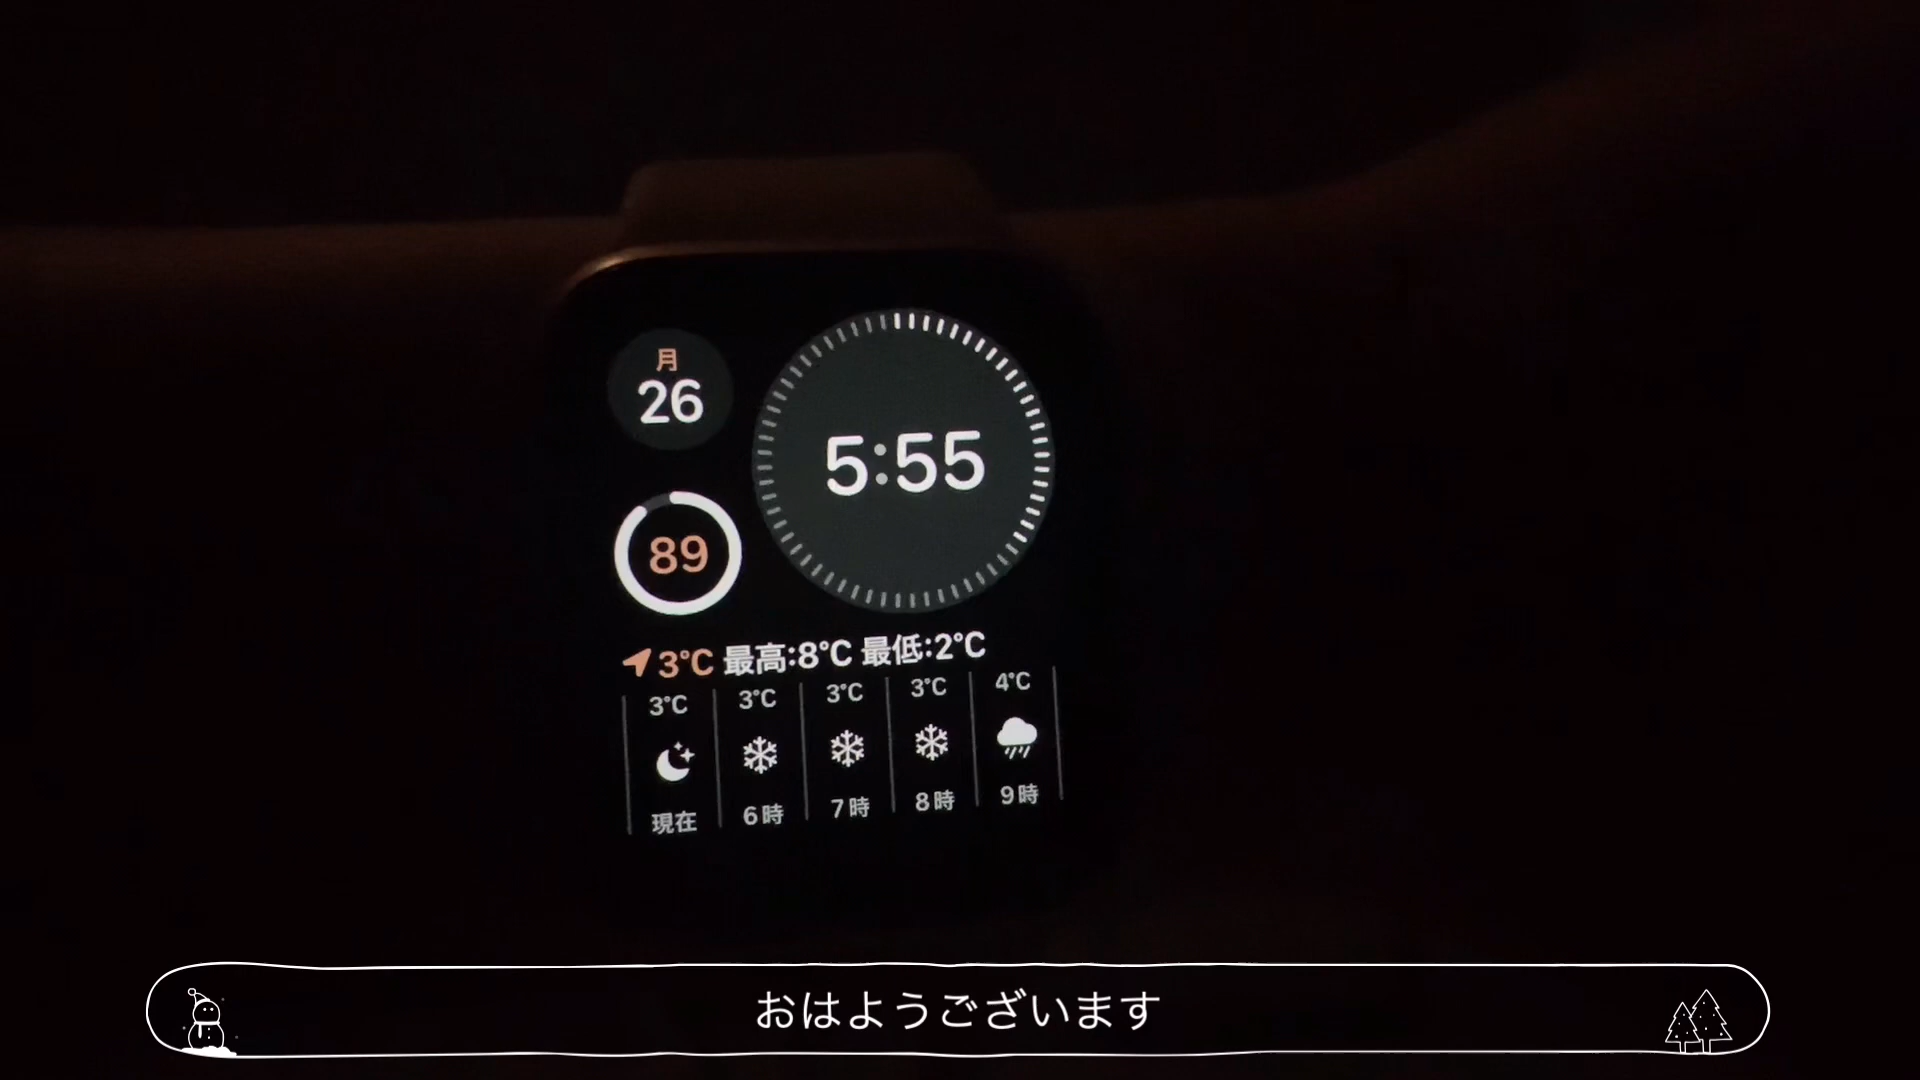 月
26
5:55
89
3℃ 最高:8℃ 最低:2℃
3℃ 3℃ 3℃ 3℃ 4℃
現在 6時 7時 8時 9時
おはようございます